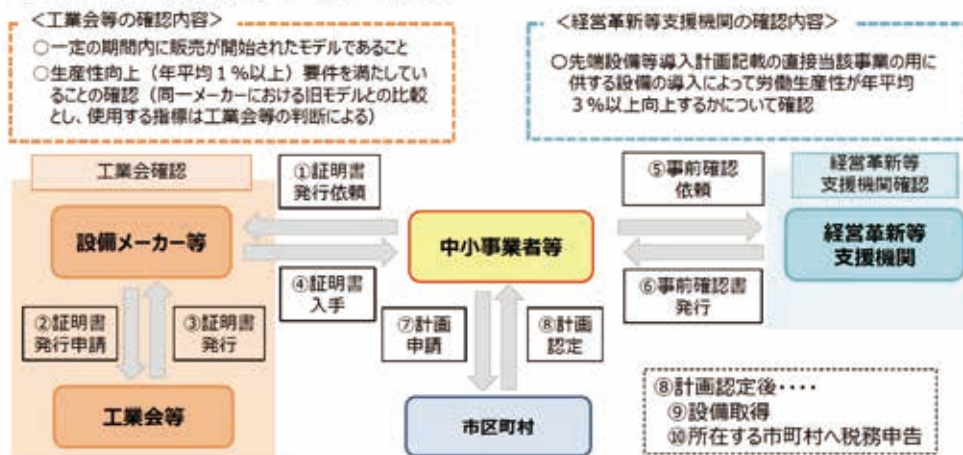 ＜工業会等の確認内容＞
○一定の期間内に販売が開始されたモデルであること
○生産性向上（年平均１％以上）要件を満たしてい
ることの確認（同一メーカーにおける旧モデルとの比較
とし、使用する指標は工業会等の判断による）
＜経営革新等支援機関の確認内容＞
○先端設備等導入計画記載の直接当該事業の用に
供する設備の導入によって労働生産性が年平均
３％以上向上するかについて確認
工業会確認
①証明書
発行依頼
⑤事前確認
依頼
経営革新等
支援機関確認
設備メーカー等
中小事業者等
経営革新等
支援機関
④証明書
入手
⑥事前確認書
発行
②証明書
発行申請
③証明書
発行
⑦計画
申請
⑧計画
認定
工業会等
市区町村
⑧計画認定後････
⑨設備取得
⑩所在する市町村へ税務申告